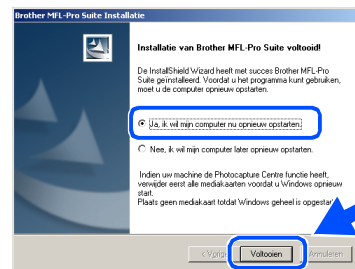 Brother MFL-Pro Suite Installatie
Installatie van Brother MFL-Pro Suite voltooid!
De InstallShield Wizard heeft met succes Brother MFL-Pro
Suite geïnstalleerd. Voordat u het programma kunt gebruiken,
moet u de computer opnieuw opstarten.
Ja, ik wil mijn computer nu opnieuw opstarten.
Nee, ik wil mijn computer later opnieuw opstarten.
Indien uw machine de Photocapture Centre functie heeft,
verwijder eerst alle mediakaarten voordat u Windows opnieuw
start.
Plaats geen mediakaart totdat Windows geheel is
Voltooien Annuleren